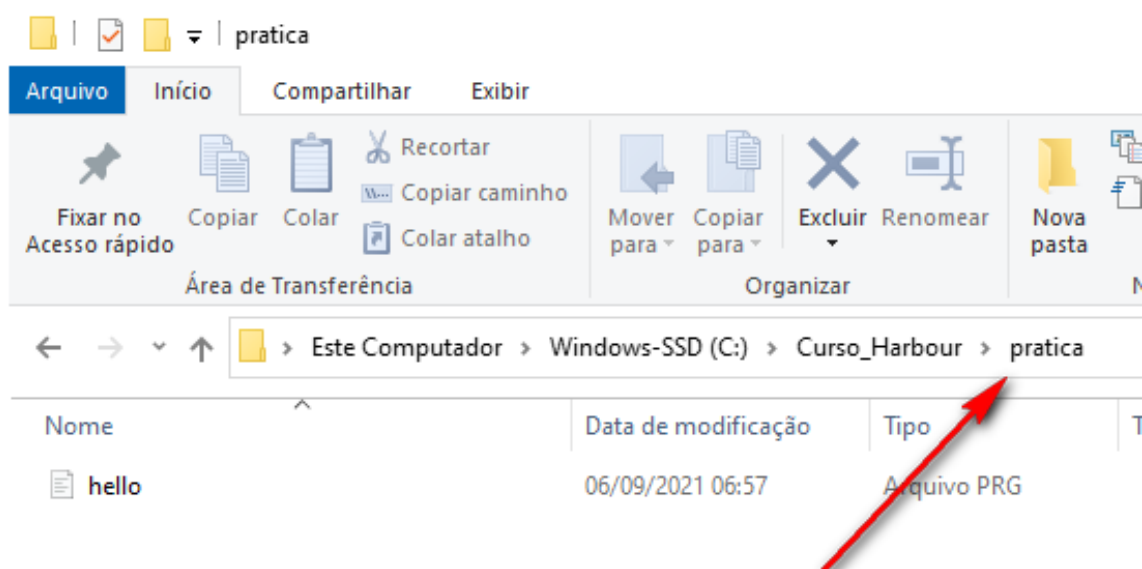 pratica
Arquivo Início Compartilhar Exibir
Fixar no Acesso rápido
Copiar
Colar
Recortar
Copiar caminho
Colar atalho
Mover para
Copiar para
Excluir
Renomear
Nova pasta
Área de Transferência
Organizar
Este Computador > Windows-SSD (C:) > Curso_Harbour > pratica
Nome Data de modificação Tipo
hello 06/09/2021 06:57 Arquivo PRG